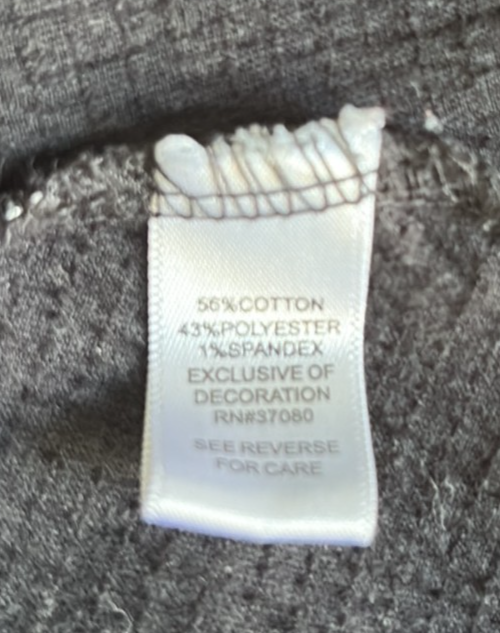 56%COTTON
43%POLYESTER
1%SPANDEX
EXCLUSIVE OF
DECORATION
RN#37080
SEE REVERSE
FOR CARE